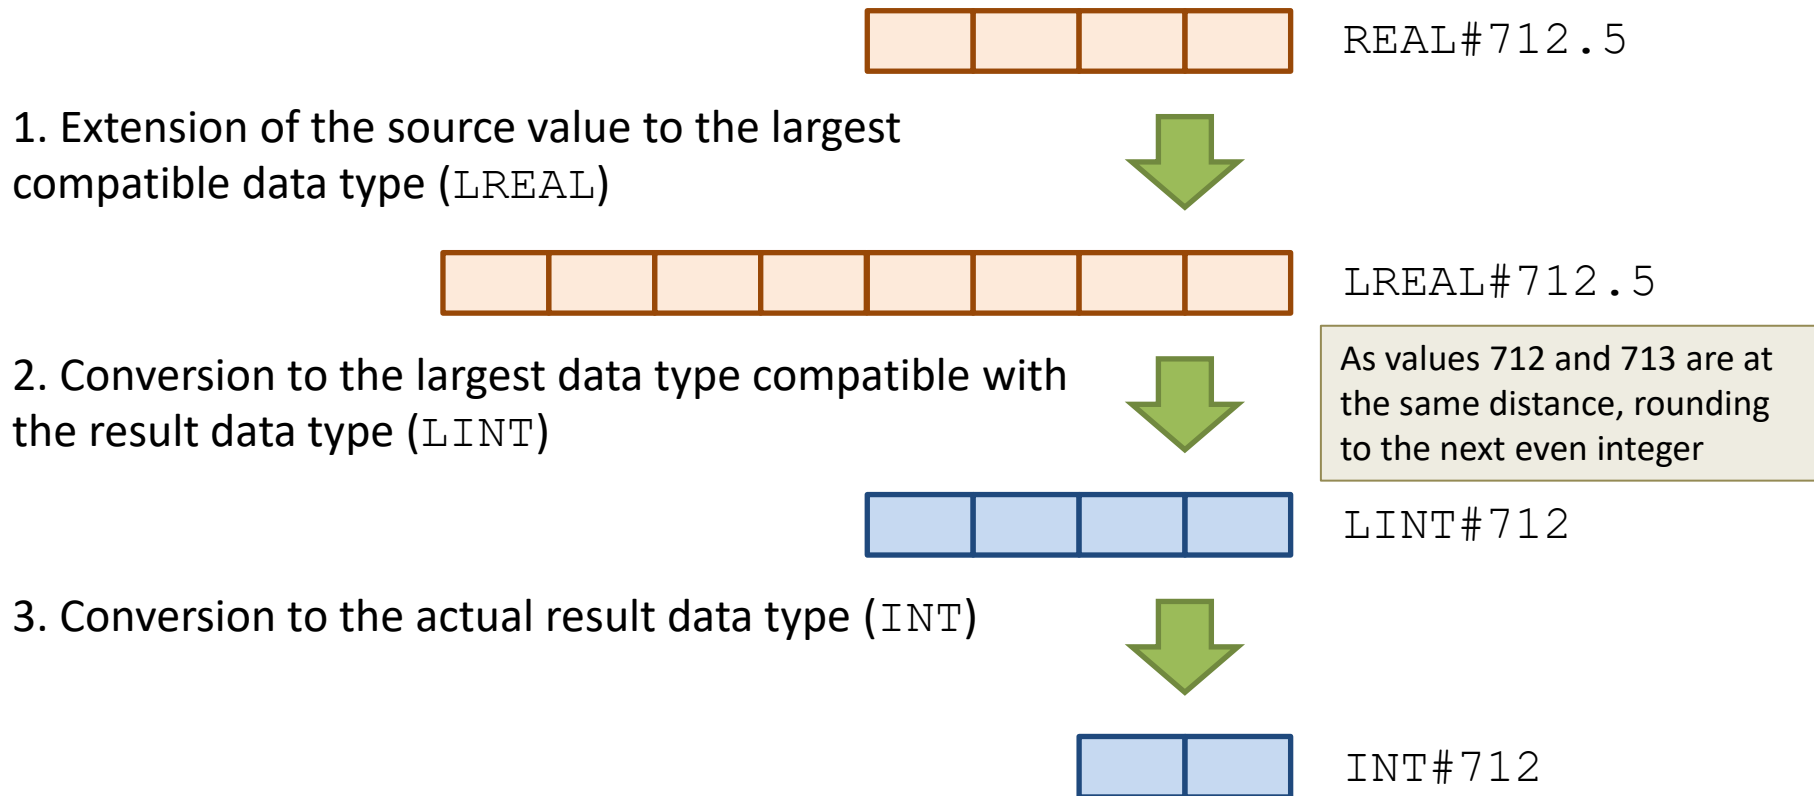 REAL#712.5
1. Extension of the source value to the largest
compatible data type (LREAL)
LREAL#712.5
2. Conversion to the largest data type compatible with
the result data type (LINT)
As values 712 and 713 are at
the same distance, rounding
to the next even integer
LINT#712
3. Conversion to the actual result data type (INT)
INT#712